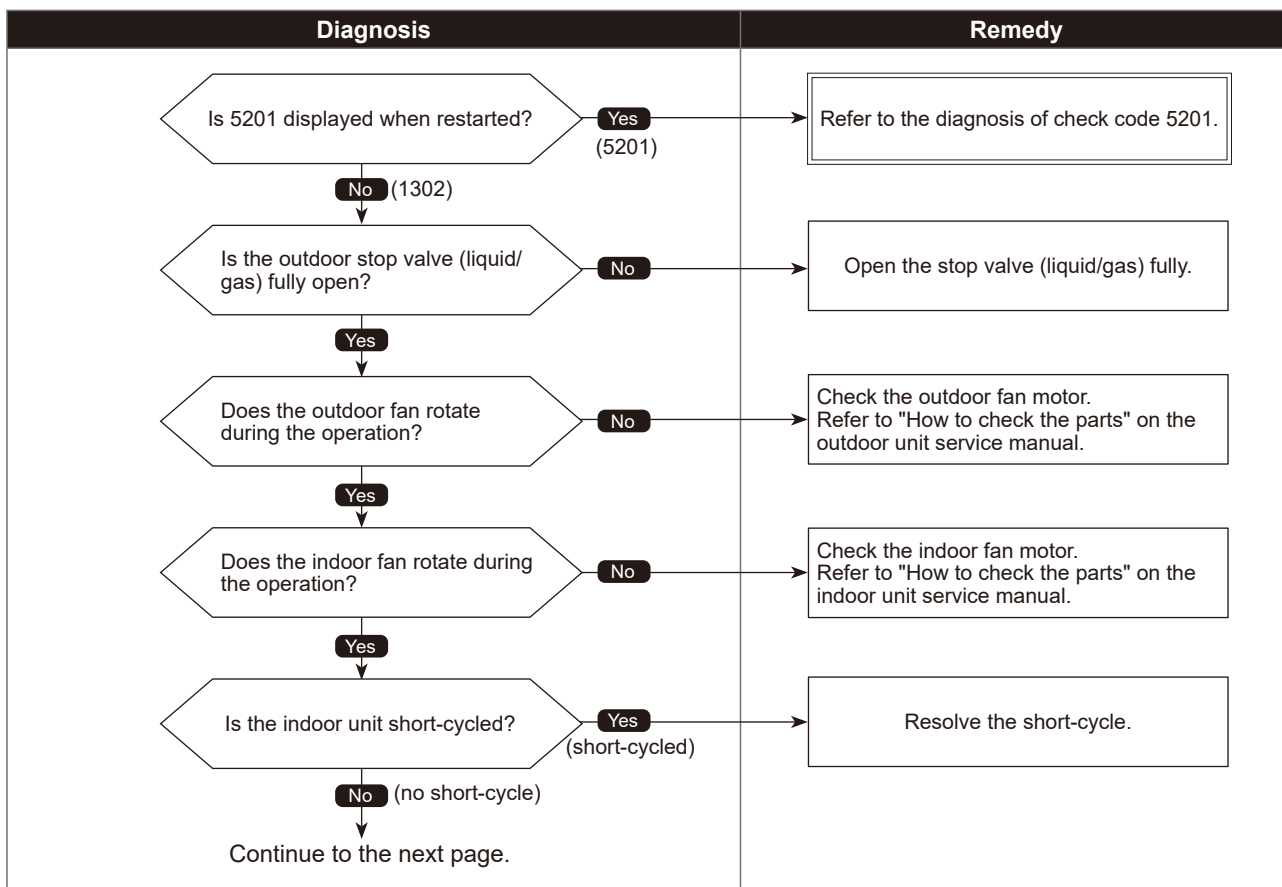 Diagnosis
Remedy
Is 5201 displayed when restarted?
Yes
(5201)
Refer to the diagnosis of check code 5201.
No (1302)
Is the outdoor stop valve (liquid/
gas) fully open?
No
Open the stop valve (liquid/gas) fully.
Yes
Does the outdoor fan rotate
during the operation?
No
Check the outdoor fan motor.
Refer to "How to check the parts" on the
outdoor unit service manual.
Yes
Does the indoor fan rotate during
the operation?
No
Check the indoor fan motor.
Refer to "How to check the parts" on the
indoor unit service manual.
Yes
Is the indoor unit short-cycled?
Yes
(short-cycled)
Resolve the short-cycle.
No (no short-cycle)
Continue to the next page.